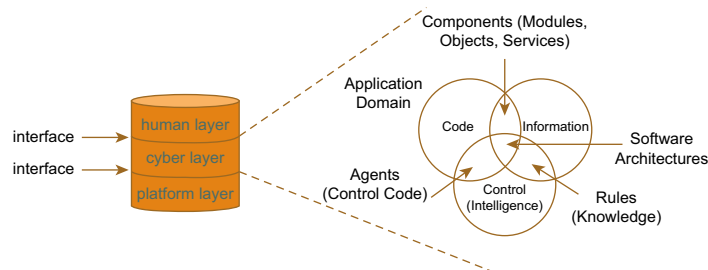 Components (Modules,
Objects, Services)
Application
Domain
human layer
interface
Code
Information
cyber layer
interface
Software
Architectures
platform layer
Agents
(Control Code)
Control
(Intelligence)
Rules
(Knowledge)